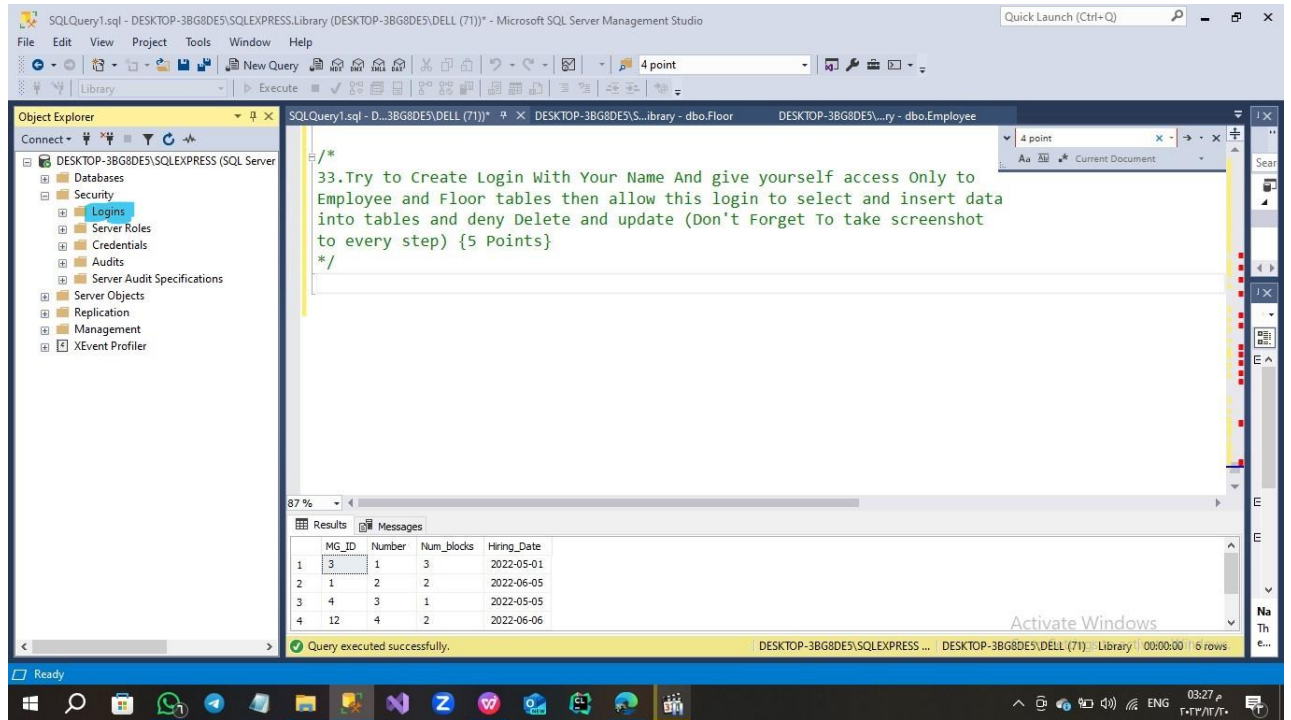 SQLQuery1.sql - DESKTOP-3BG8DE5\SQLEXPRESS.Library (DESKTOP-3BG8DE5\DELL (71))* - Microsoft SQL Server Management Studio
Quick Launch (Ctrl+Q)
File Edit View Project Tools Window Help
New Query
4 point
Library
Execute
Object Explorer
SQLQuery1.sql - D...3BG8DE5\DELL (71))*
DESKTOP-3BG8DE5\S...ibrary - dbo.Floor
DESKTOP-3BG8DE5\...ry - dbo.Employee
Connect
4 point
Aa Current Document
DESKTOP-3BG8DE5\SQLEXPRESS (SQL Server
Databases
Security
Logins
Server Roles
Credentials
Audits
Server Audit Specifications
Server Objects
Replication
Management
XEvent Profiler
/*
33.Try to Create Login With Your Name And give yourself access Only to
Employee and Floor tables then allow this login to select and insert data
into tables and deny Delete and update (Don't Forget To take screenshot
to every step) {5 Points}
*/
Sear
87 %
Results Messages
MG_ID Number Num_blocks Hiring_Date
1 3 1 3 2022-05-01
2 1 2 2 2022-06-05
3 4 3 1 2022-05-05
4 12 4 2 2022-06-06
Activate Windows
Na
Th
e...
Query executed successfully.
DESKTOP-3BG8DE5\SQLEXPRESS ... DESKTOP-3BG8DE5\DELL (71) Library 00:00:00 6 rows
Ready
ENG
03:27 م